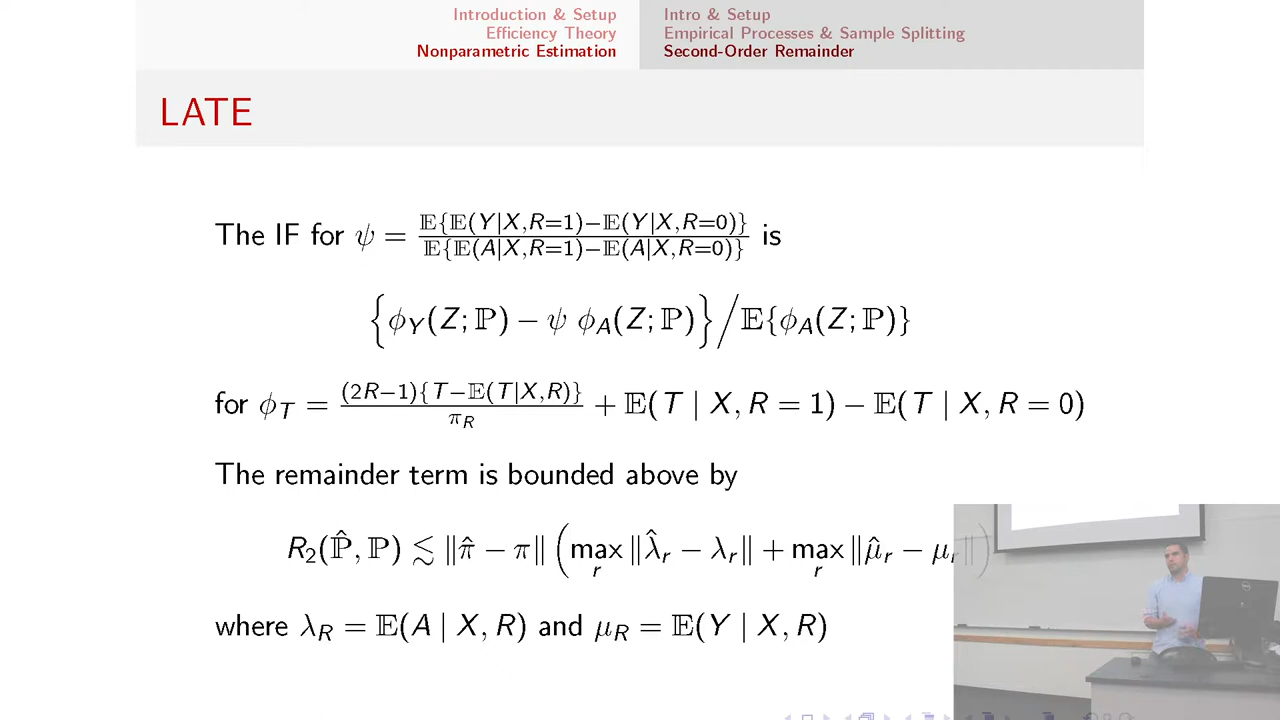 Introduction & Setup
Efficiency Theory
Nonparametric Estimation
Intro & Setup
Empirical Processes & Sample Splitting
Second-Order Remainder
LATE
The IF for ψ = 𝔼{𝔼(Y|X,R=1)−𝔼(Y|X,R=0)} / 𝔼{𝔼(A|X,R=1)−𝔼(A|X,R=0)} is
{ϕ_Y(Z; ℙ) − ψ ϕ_A(Z; ℙ)} / 𝔼{ϕ_A(Z; ℙ)}
for ϕ_T = (2R−1){T−𝔼(T|X,R)} / π_R + 𝔼(T | X, R = 1) − 𝔼(T | X, R = 0)
The remainder term is bounded above by
R₂(ℙ̂, ℙ) ≲ ‖π̂ − π‖ (max_r ‖λ̂_r − λ_r‖ + max_r ‖μ̂_r − μ_r‖)
where λ_R = 𝔼(A | X, R) and μ_R = 𝔼(Y | X, R)